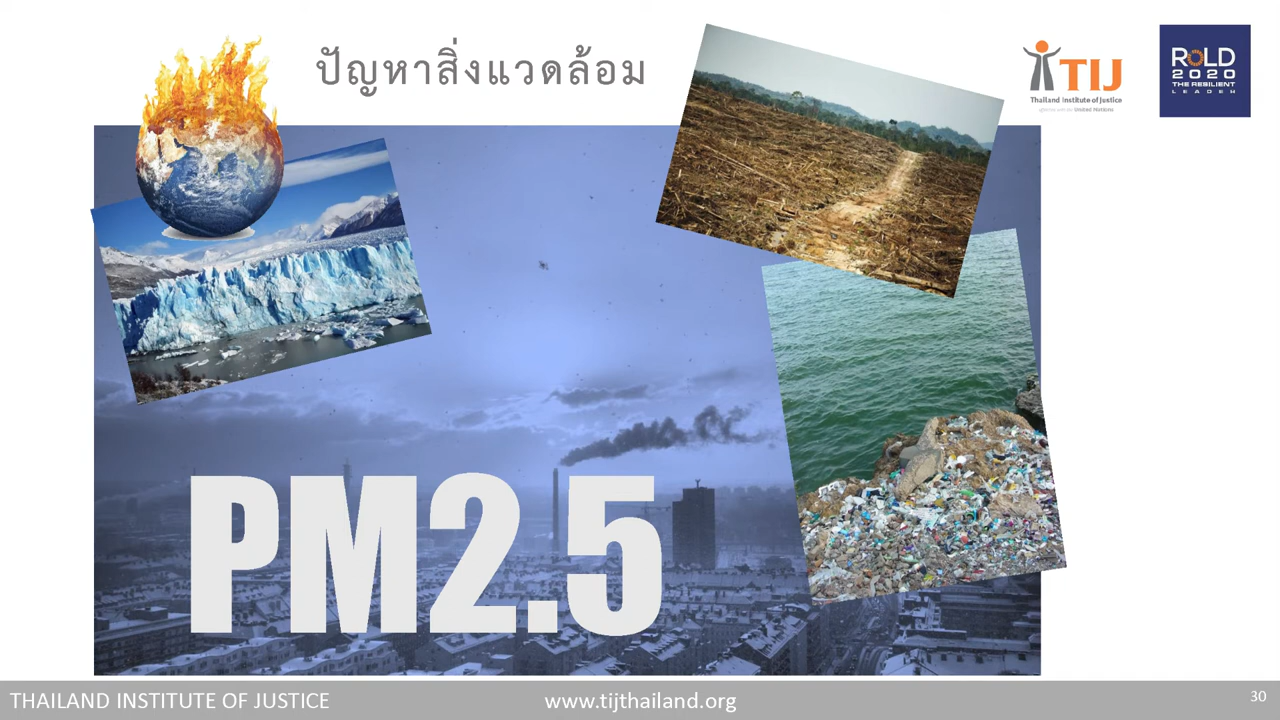 ปัญหาสิ่งแวดล้อม
TIJ
Thailand Institute of Justice
RoLD
2020
THE RESILIENT
LEADER
PM2.5
THAILAND INSTITUTE OF JUSTICE
www.tijthailand.org
30